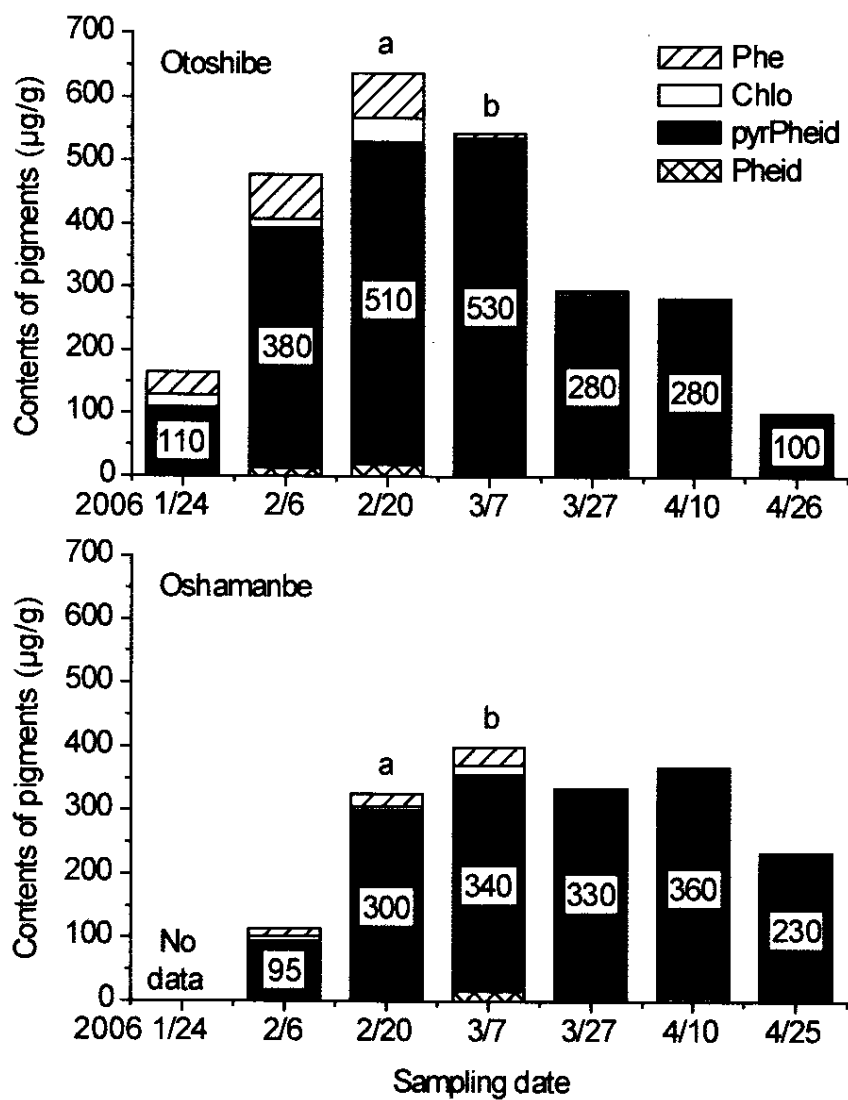 700
600
500
400
300
200
100
0
Contents of pigments (µg/g)
Otoshibe
a
b
Phe
Chlo
pyrPheid
Pheid
110
380
510
530
280
280
100
2006 1/24 2/6 2/20 3/7 3/27 4/10 4/26
700
600
500
400
300
200
100
0
Contents of pigments (µg/g)
Oshamanbe
a
b
No
data
95
300
340
330
360
230
2006 1/24 2/6 2/20 3/7 3/27 4/10 4/25
Sampling date